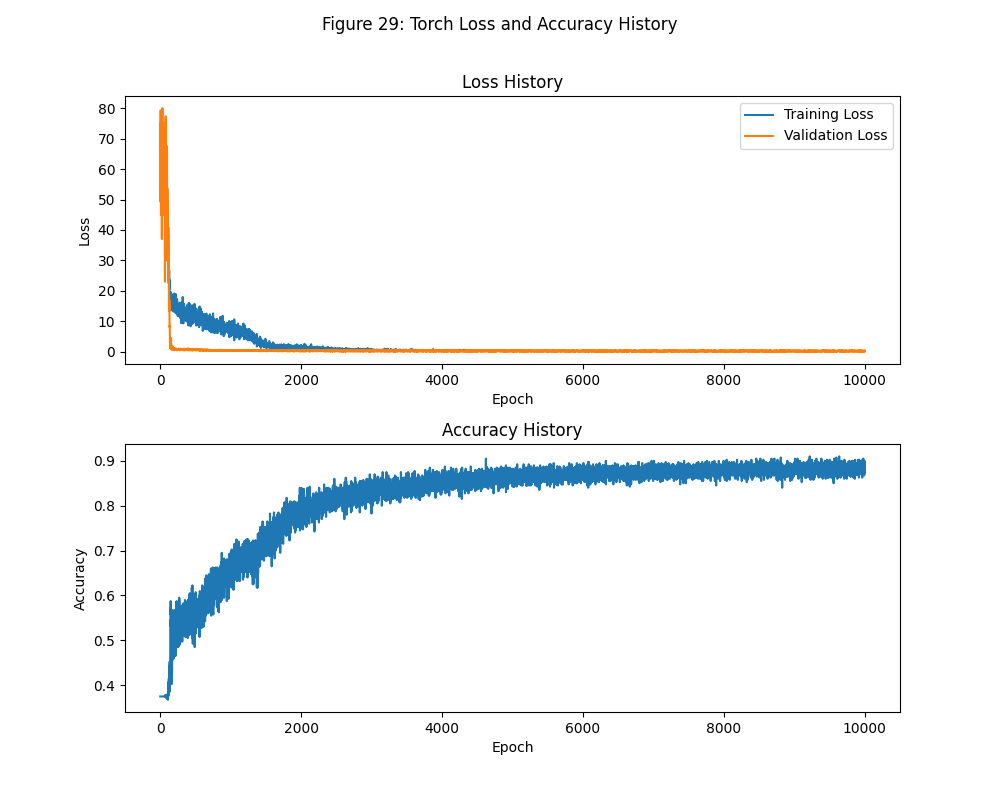 Figure 29: Torch Loss and Accuracy History
Loss History
80
70
60
50
40
30
20
10
0
Loss
Training Loss
Validation Loss
0 2000 4000 6000 8000 10000
Epoch
Accuracy History
0.9
0.8
0.7
0.6
0.5
0.4
Accuracy
0 2000 4000 6000 8000 10000
Epoch